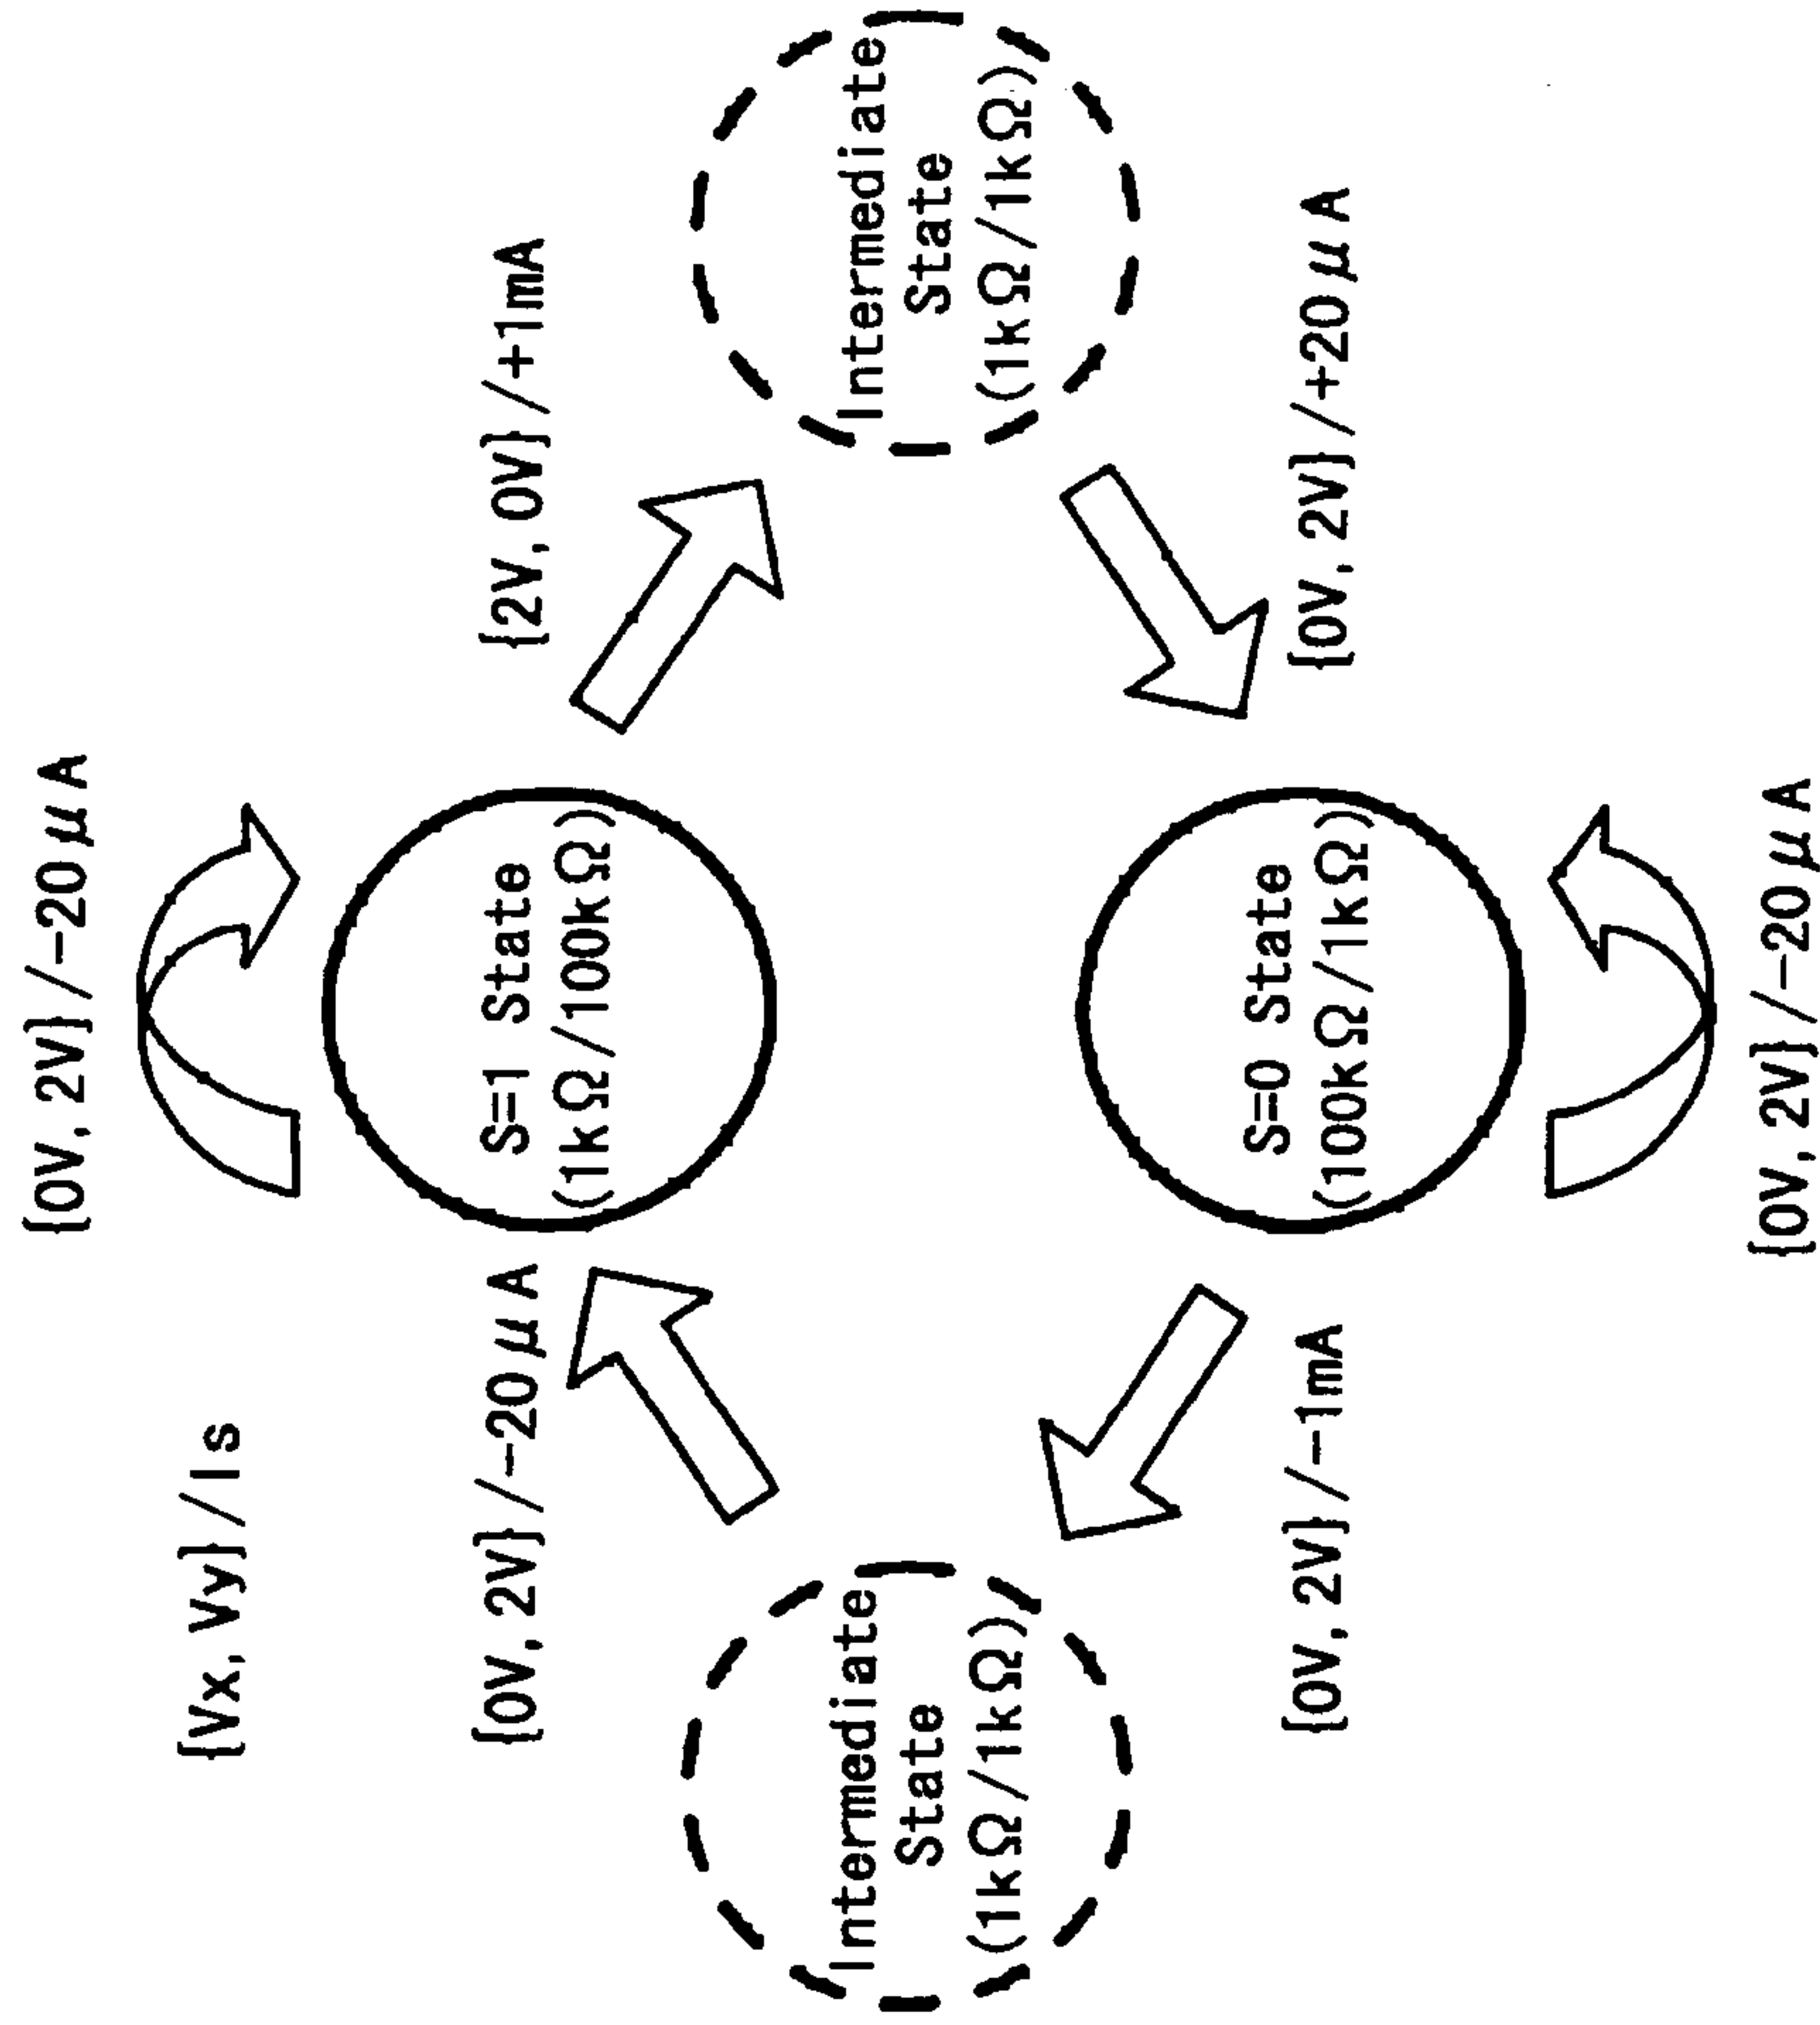 {0V, 2V}/-20μA
{Vx, Vy}/Is
{0V, 2V}/-20μA
S=1 State
(1kΩ/100kΩ)
{2V, 0V}/+1mA
Intermediate
State
(1kΩ/1kΩ)
Intermediate
State
(1kΩ/1kΩ)
{0V, 2V}/-1mA
S=0 State
(100kΩ/1kΩ)
{0V, 2V}/+20μA
{0V, 2V}/-20μA